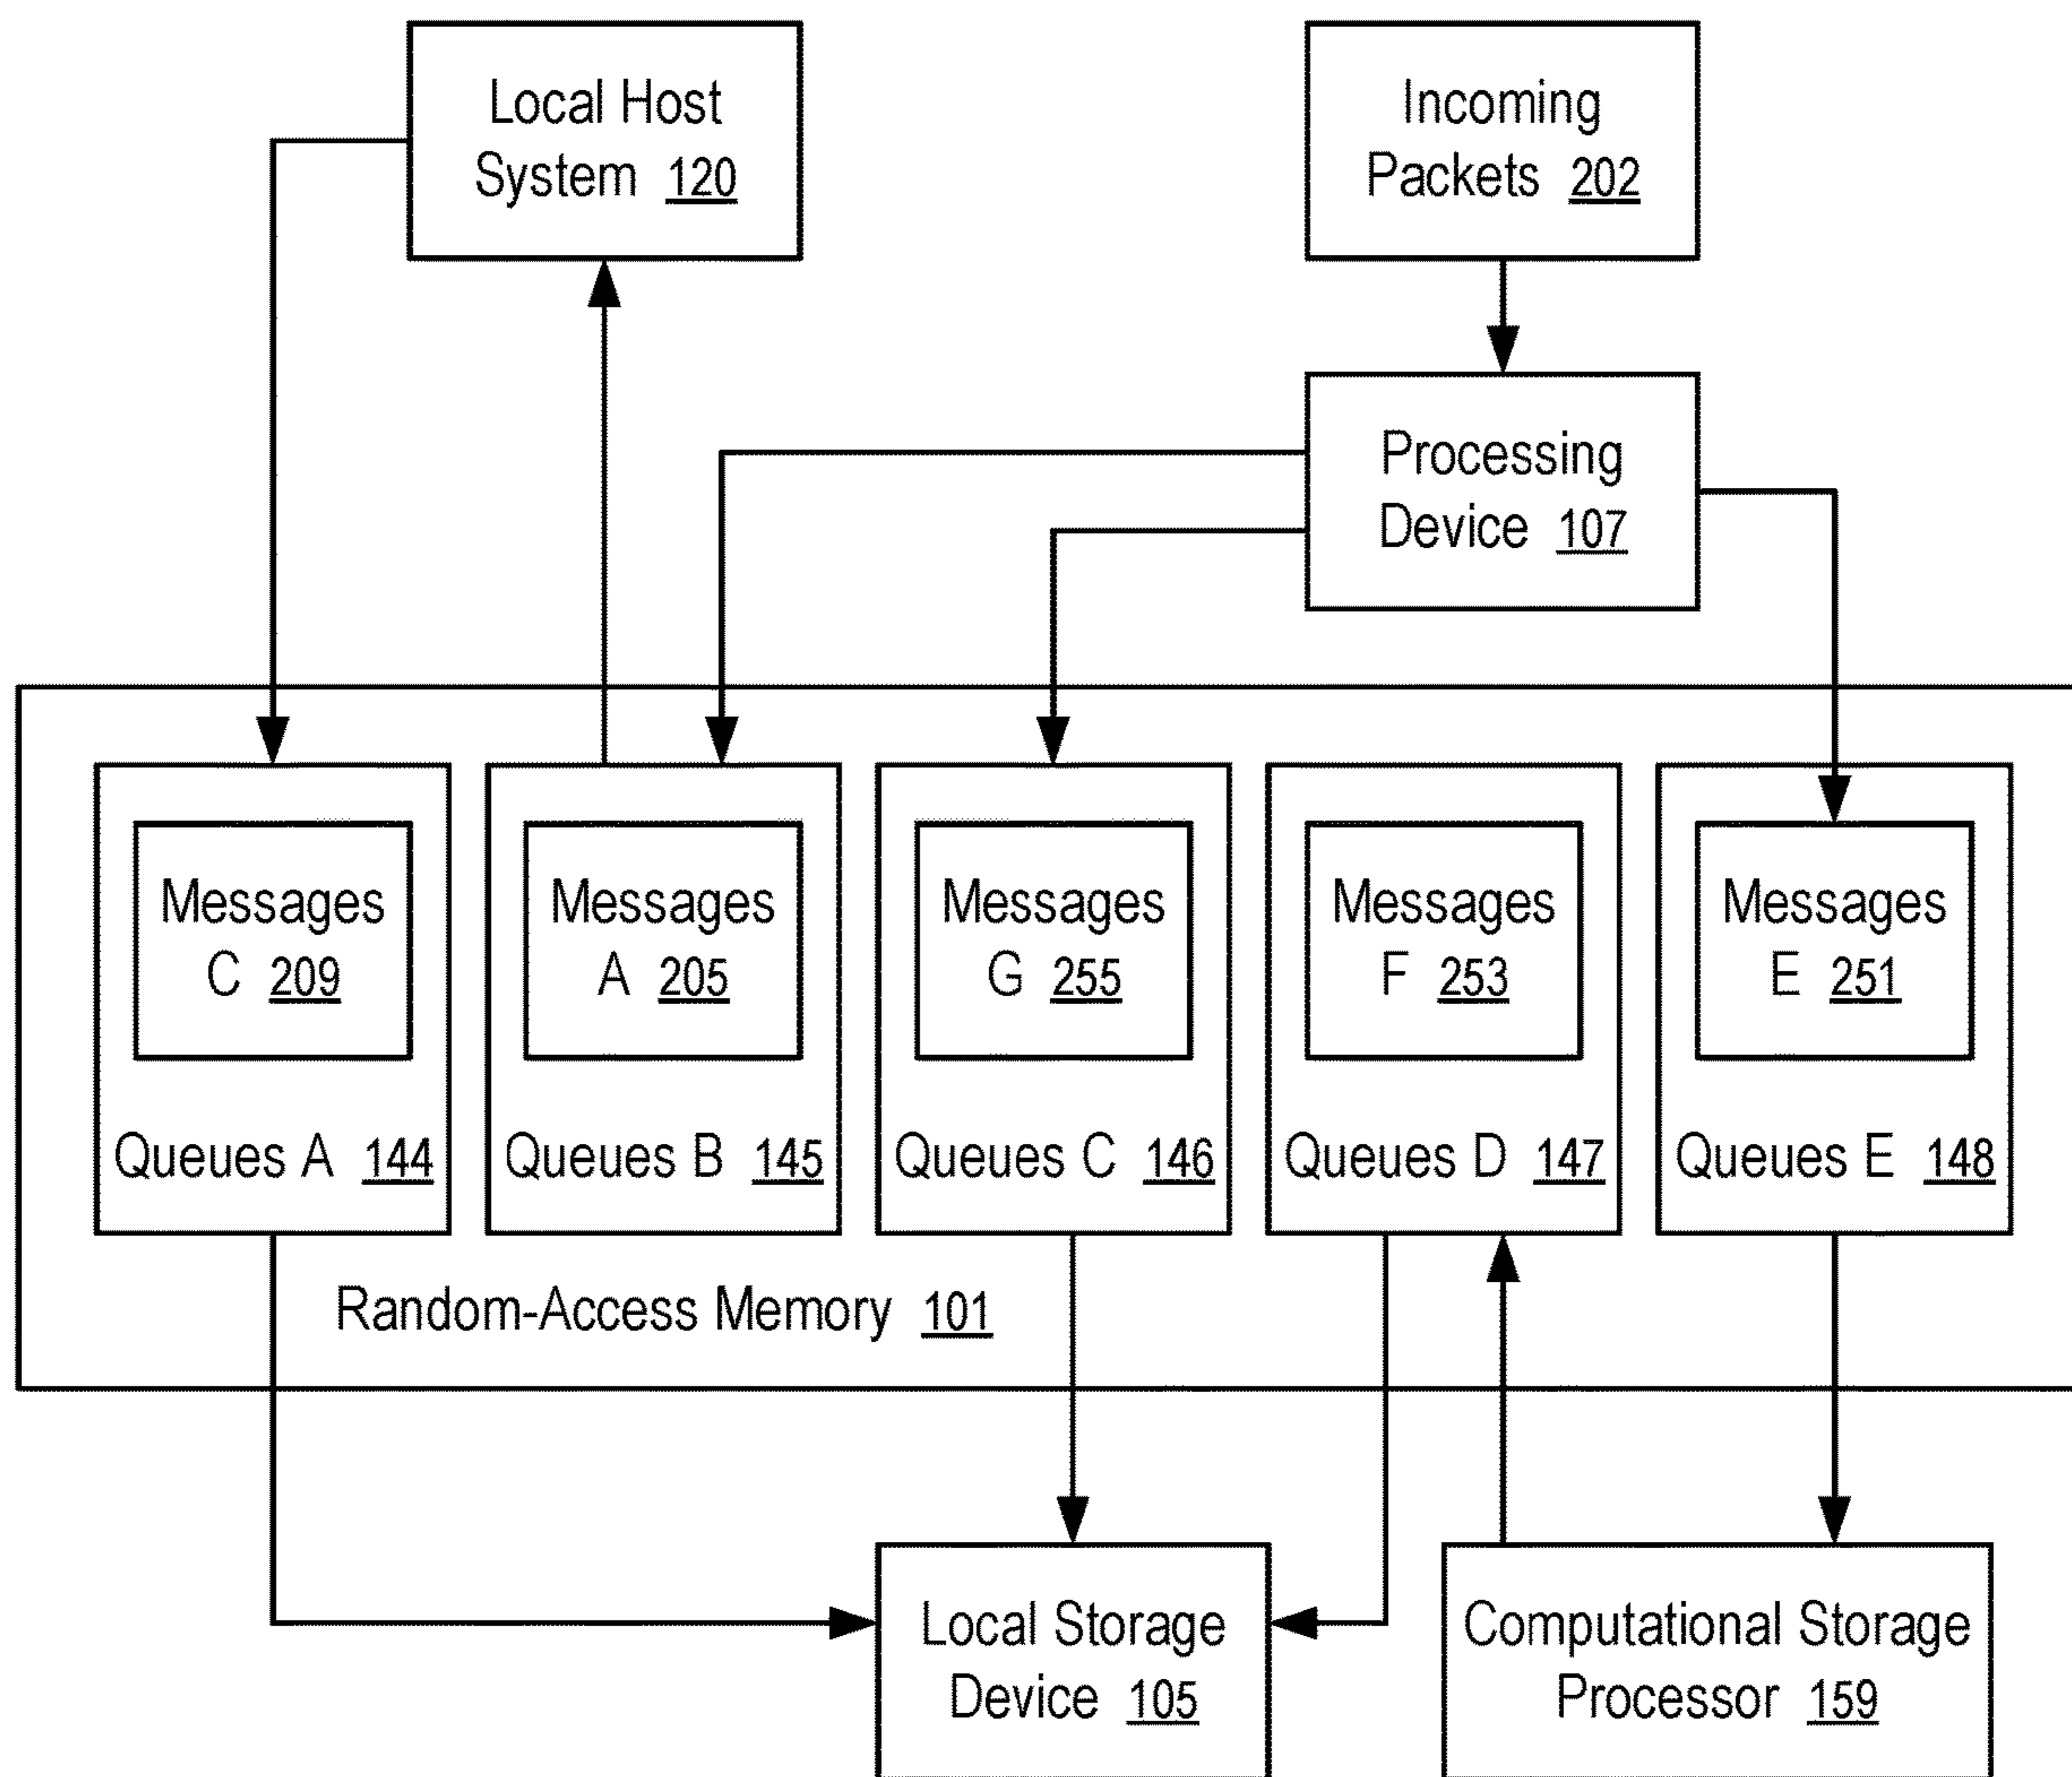 Local Host
System 120
Incoming
Packets 202
Processing
Device 107
Messages
C 209
Queues A 144
Messages
A 205
Queues B 145
Messages
G 255
Queues C 146
Messages
F 253
Queues D 147
Messages
E 251
Queues E 148
Random-Access Memory 101
Local Storage
Device 105
Computational Storage
Processor 159